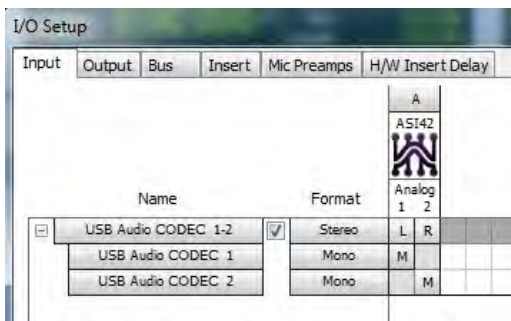 I/O Setup
Input Output Bus Insert Mic Preamps H/W Insert Delay
A
ASI42
Name Format Analog
1 2
USB Audio CODEC 1-2 Stereo L R
USB Audio CODEC 1 Mono M
USB Audio CODEC 2 Mono M